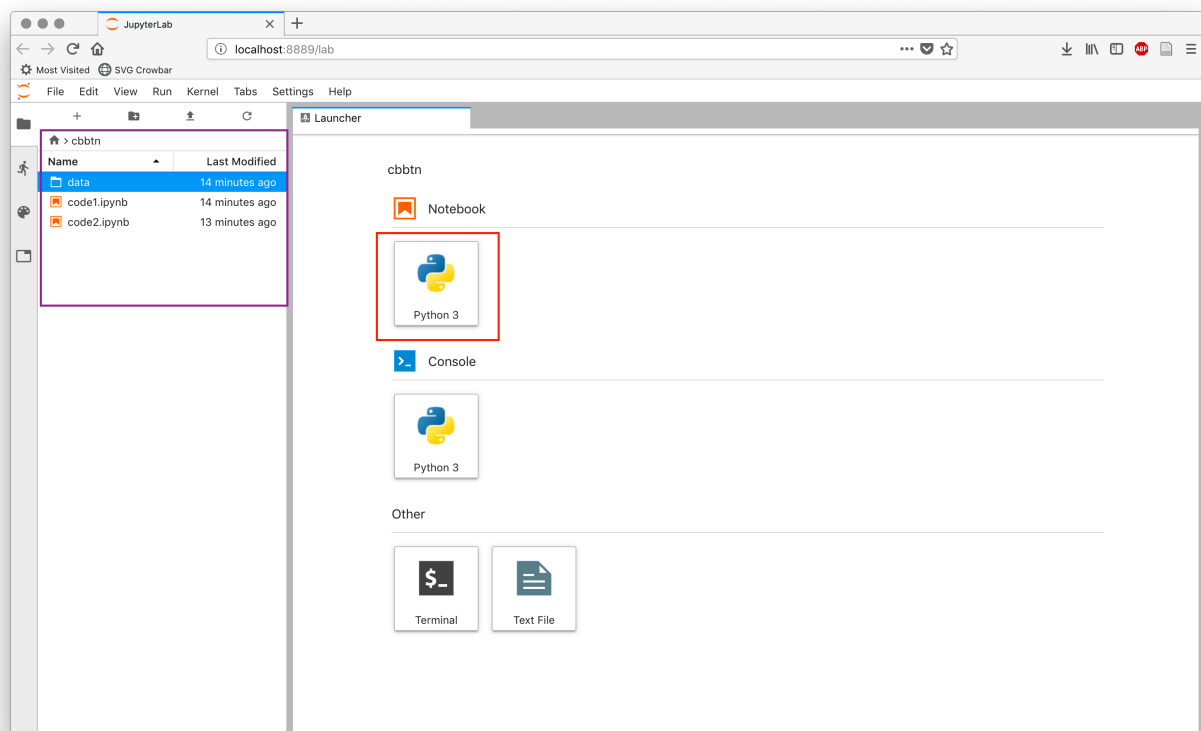 JupyterLab
localhost:8889/lab
ABP
Most Visited SVG Crowbar
File Edit View Run Kernel Tabs Settings Help
Launcher
> cbbtn
Name Last Modified
data 14 minutes ago
code1.ipynb 14 minutes ago
code2.ipynb 13 minutes ago
cbbtn
Notebook
Python 3
>_ Console
Python 3
Other
$_
Terminal Text File